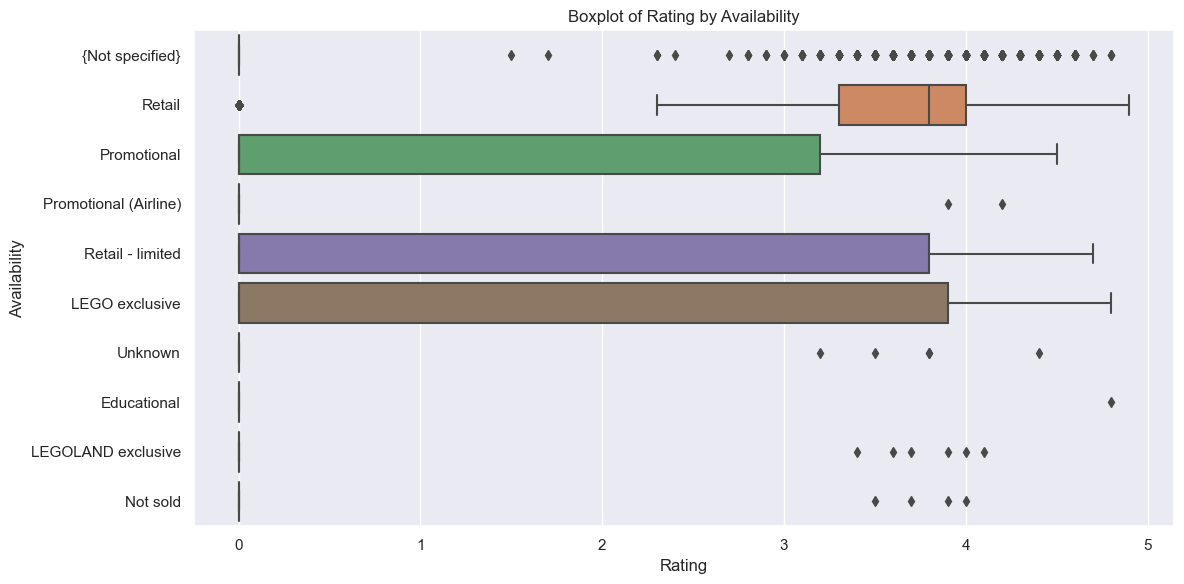 Boxplot of Rating by Availability
Availability
{Not specified}
Retail
Promotional
Promotional (Airline)
Retail - limited
LEGO exclusive
Unknown
Educational
LEGOLAND exclusive
Not sold
0 1 2 3 4 5
Rating